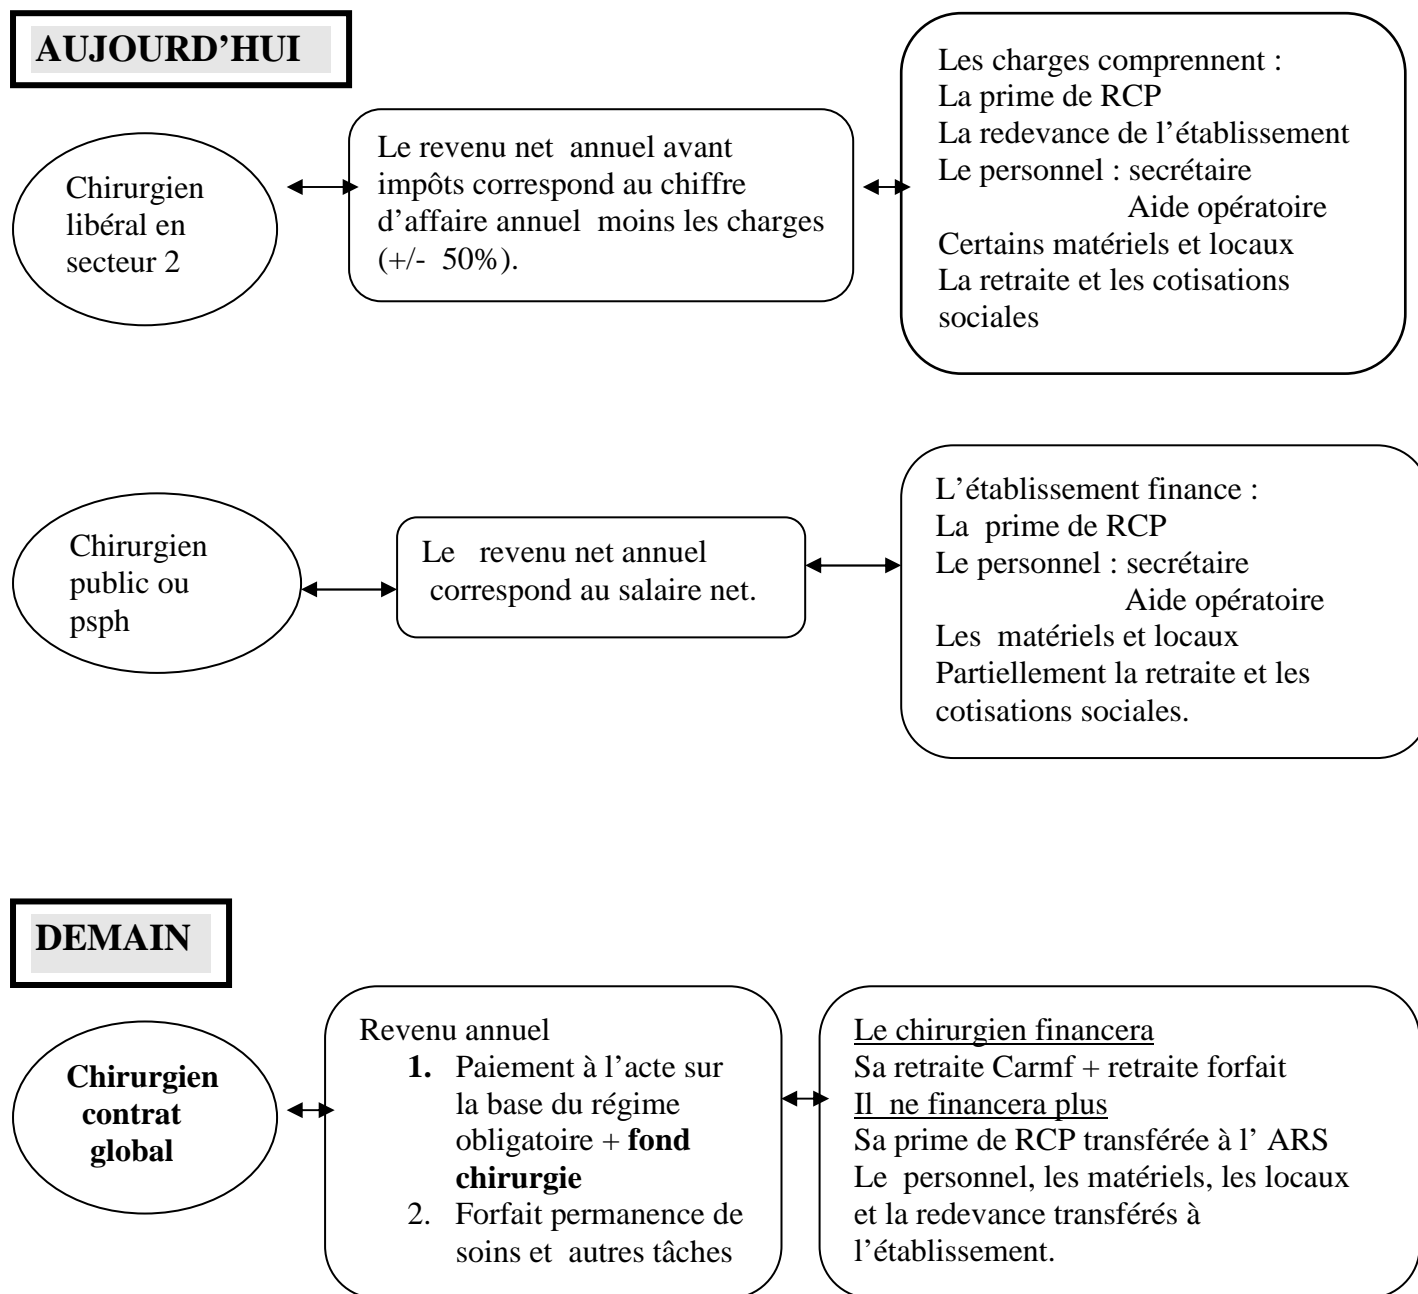 AUJOURD’HUI
Chirurgien
libéral en
secteur 2
Le revenu net annuel avant
impôts correspond au chiffre
d’affaire annuel moins les charges
(+/- 50%).
Les charges comprennent :
La prime de RCP
La redevance de l’établissement
Le personnel : secrétaire
Aide opératoire
Certains matériels et locaux
La retraite et les cotisations
sociales
Chirurgien
public ou
psph
Le revenu net annuel
correspond au salaire net.
L’établissement finance :
La prime de RCP
Le personnel : secrétaire
Aide opératoire
Les matériels et locaux
Partiellement la retraite et les
cotisations sociales.
DEMAIN
Chirurgien
contrat
global
Revenu annuel
1. Paiement à l’acte sur
la base du régime
obligatoire + fond
chirurgie
2. Forfait permanence de
soins et autres tâches
Le chirurgien financera
Sa retraite Carmf + retraite forfait
Il ne financera plus
Sa prime de RCP transférée à l’ ARS
Le personnel, les matériels, les locaux
et la redevance transférés à
l’établissement.